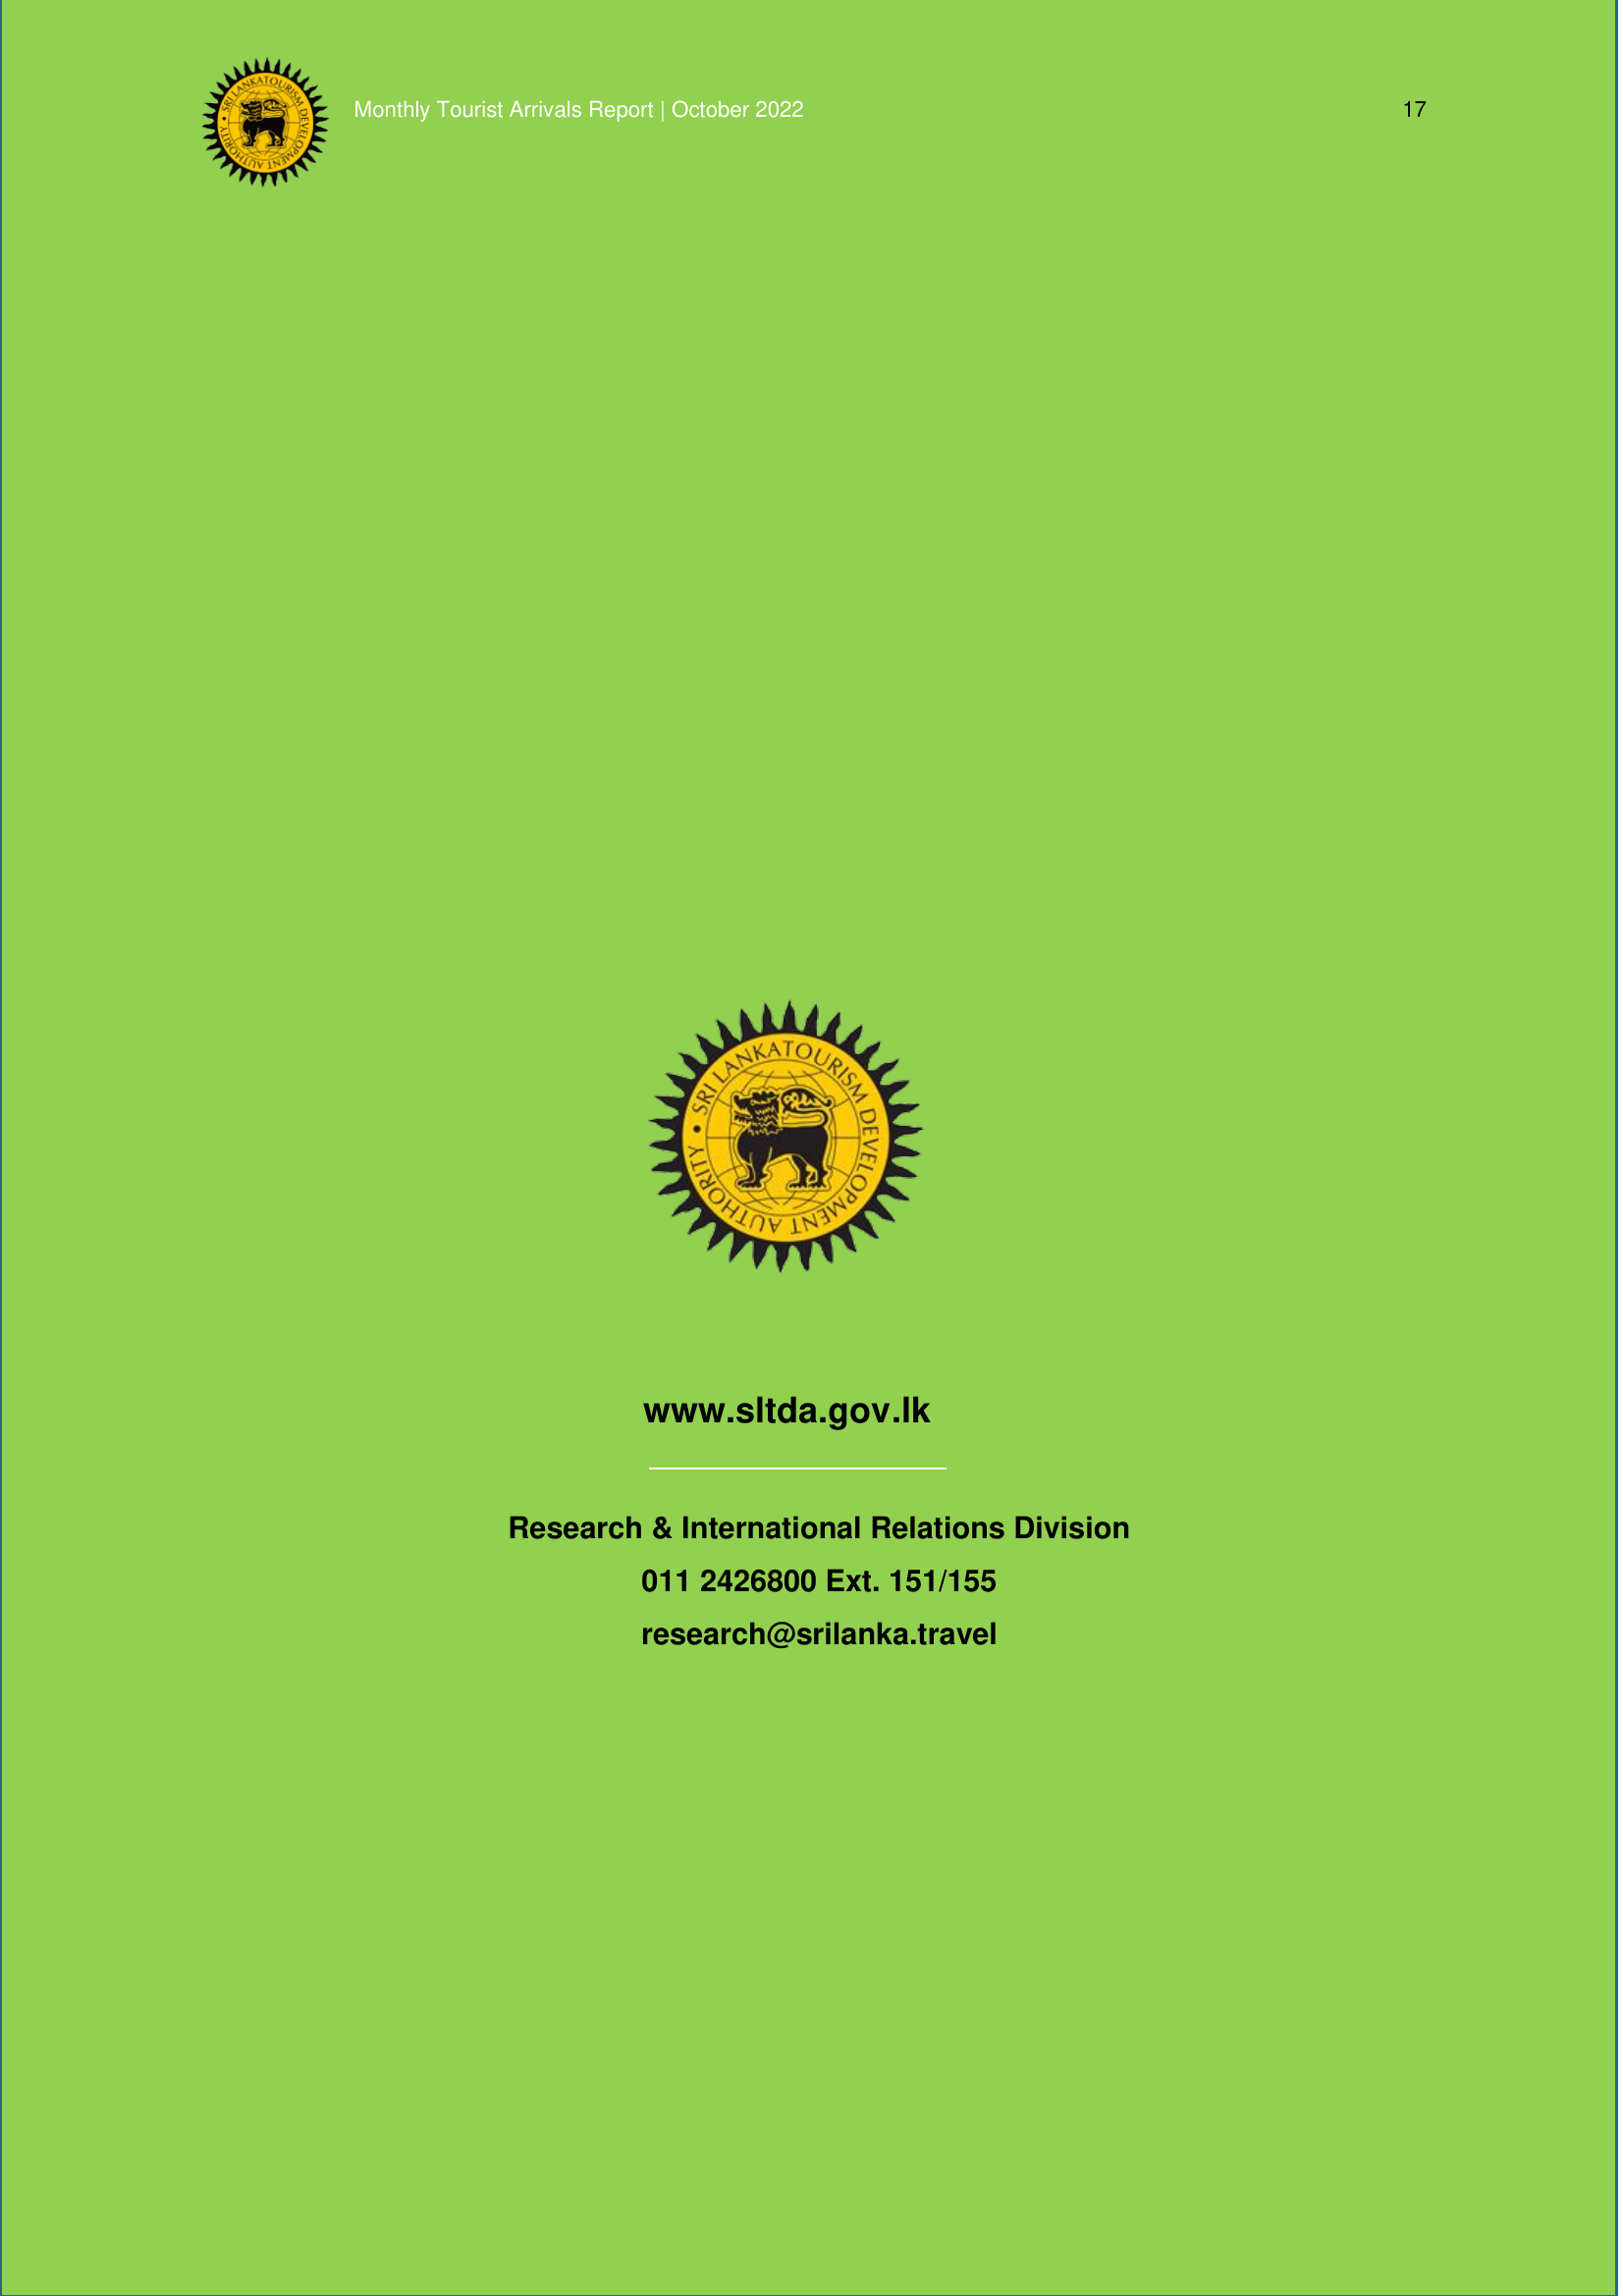 SRI LANKA TOURISM DEVELOPMENT AUTHORITY •
Monthly Tourist Arrivals Report | October 2022
17
SRI LANKA TOURISM DEVELOPMENT AUTHORITY •
www.sltda.gov.lk
Research & International Relations Division
011 2426800 Ext. 151/155
research@srilanka.travel